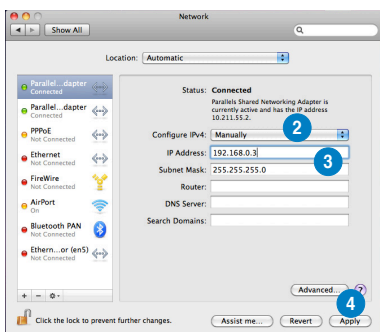 Network
Show All
Location: Automatic
Parallel...dapter
Connected
Parallel...dapter
Connected
PPPoE
Not Connected
Ethernet
Not Connected
FireWire
Not Connected
AirPort
On
Bluetooth PAN
Not Connected
Ethern...or (en5)
Not Connected
Status: Connected
Parallels Shared Networking Adapter is
currently active and has the IP address
10.211.55.2.
2
Configure IPv4: Manually
IP Address: 192.168.0.3
3
Subnet Mask: 255.255.255.0
Router:
DNS Server:
Search Domains:
Advanced... ?
4
Click the lock to prevent further changes.
Assist me... Revert Apply